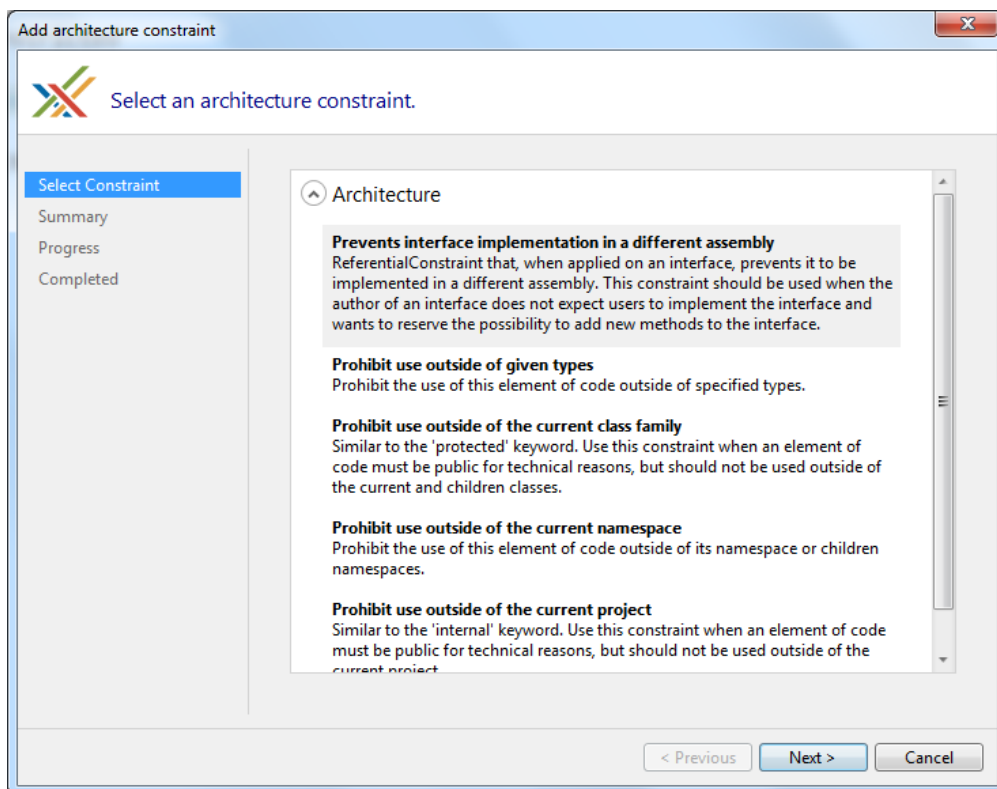 Add architecture constraint
Select an architecture constraint.
Select Constraint
Summary
Progress
Completed
Architecture
Prevents interface implementation in a different assembly
ReferentialConstraint that, when applied on an interface, prevents it to be
implemented in a different assembly. This constraint should be used when the
author of an interface does not expect users to implement the interface and
wants to reserve the possibility to add new methods to the interface.
Prohibit use outside of given types
Prohibit the use of this element of code outside of specified types.
Prohibit use outside of the current class family
Similar to the 'protected' keyword. Use this constraint when an element of
code must be public for technical reasons, but should not be used outside of
the current and children classes.
Prohibit use outside of the current namespace
Prohibit the use of this element of code outside of its namespace or children
namespaces.
Prohibit use outside of the current project
Similar to the 'internal' keyword. Use this constraint when an element of code
must be public for technical reasons, but should not be used outside of the
current project.
< Previous
Next >
Cancel